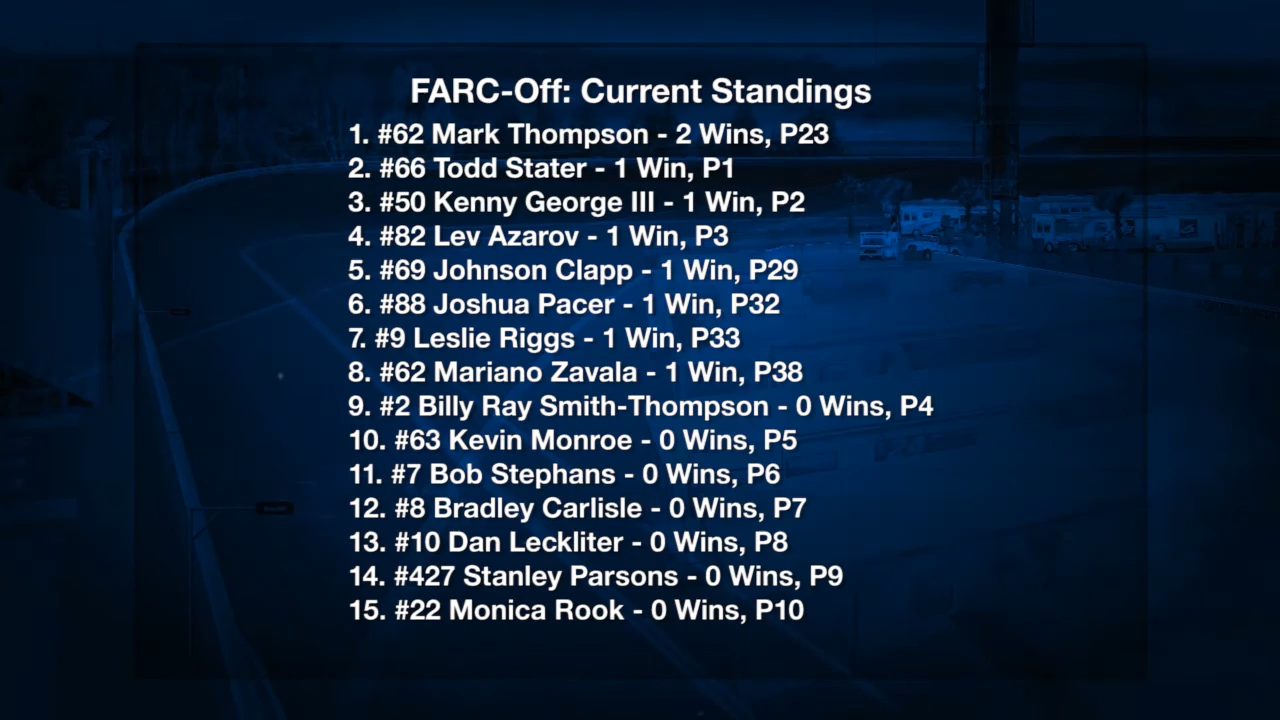 FARC-Off: Current Standings
1. #62 Mark Thompson - 2 Wins, P23
2. #66 Todd Stater - 1 Win, P1
3. #50 Kenny George III - 1 Win, P2
4. #82 Lev Azarov - 1 Win, P3
5. #69 Johnson Clapp - 1 Win, P29
6. #88 Joshua Pacer - 1 Win, P32
7. #9 Leslie Riggs - 1 Win, P33
8. #62 Mariano Zavala - 1 Win, P38
9. #2 Billy Ray Smith-Thompson - 0 Wins, P4
10. #63 Kevin Monroe - 0 Wins, P5
11. #7 Bob Stephans - 0 Wins, P6
12. #8 Bradley Carlisle - 0 Wins, P7
13. #10 Dan Leckliter - 0 Wins, P8
14. #427 Stanley Parsons - 0 Wins, P9
15. #22 Monica Rook - 0 Wins, P10